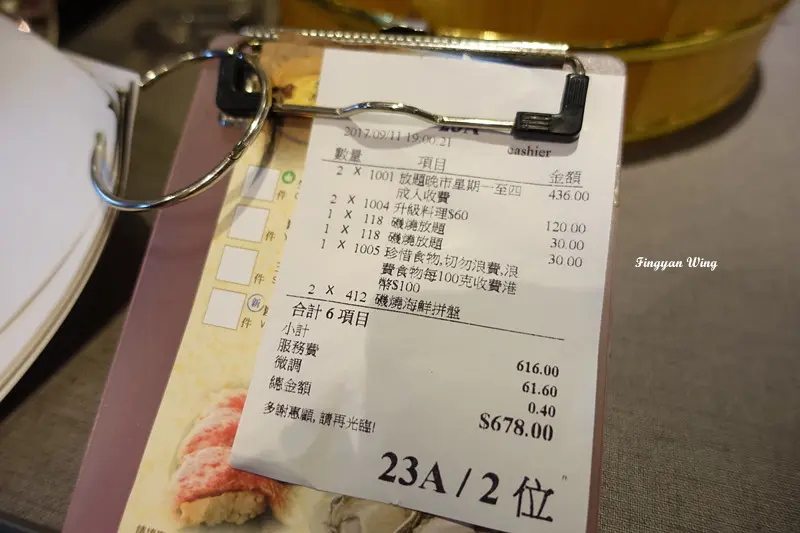 23A
2017.09.11 19:00:21 cashier
數量 項目 金額
2 × 1001 放題晚市星期一至四 436.00
成人收費
2 × 1004 升級料理$60 120.00
1 × 118 磯燒放題 30.00
1 × 118 磯燒放題 30.00
1 × 1005 珍惜食物,切勿浪費,浪
費食物每100克收費港
幣$100
2 × 412 磯燒海鮮拼盤
合計 6 項目
小計 616.00
服務費 61.60
微調 0.40
總金額 $678.00
多謝惠顧, 請再光臨!
23A / 2 位
件
件
件
新
件
Fingyan Wing